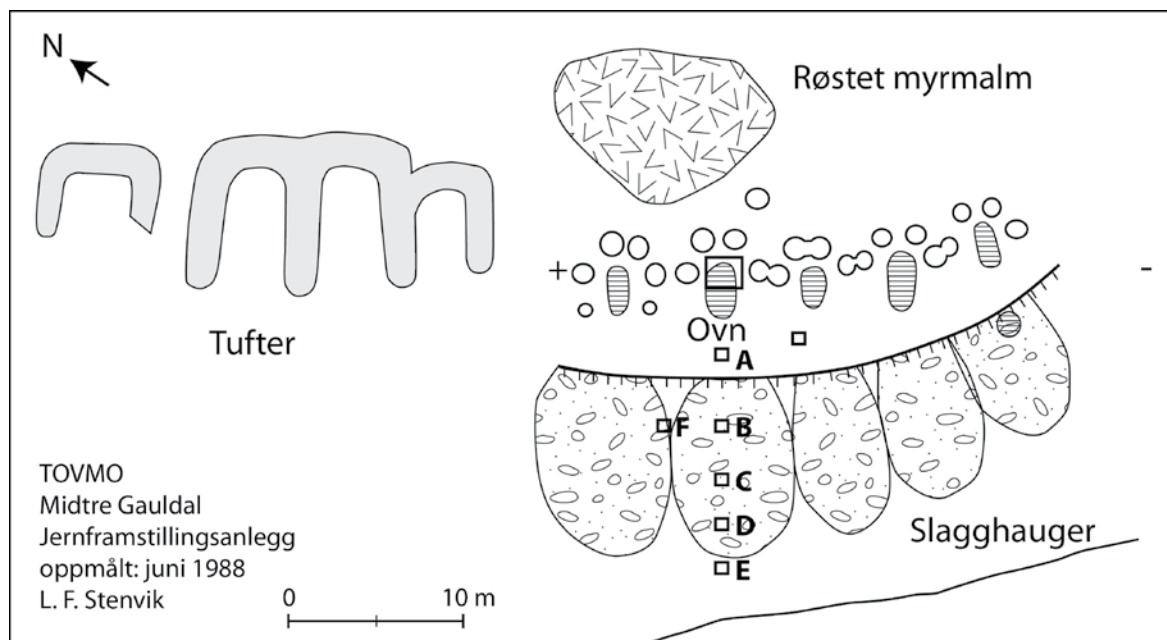 N
Røstet myrmalm
+
-
Ovn
Tufter
A
F
B
C
D
E
Slagghauger
TOVMO
Midtre Gauldal
Jernframstillingsanlegg
oppmålt: juni 1988
L. F. Stenvik
0 10 m